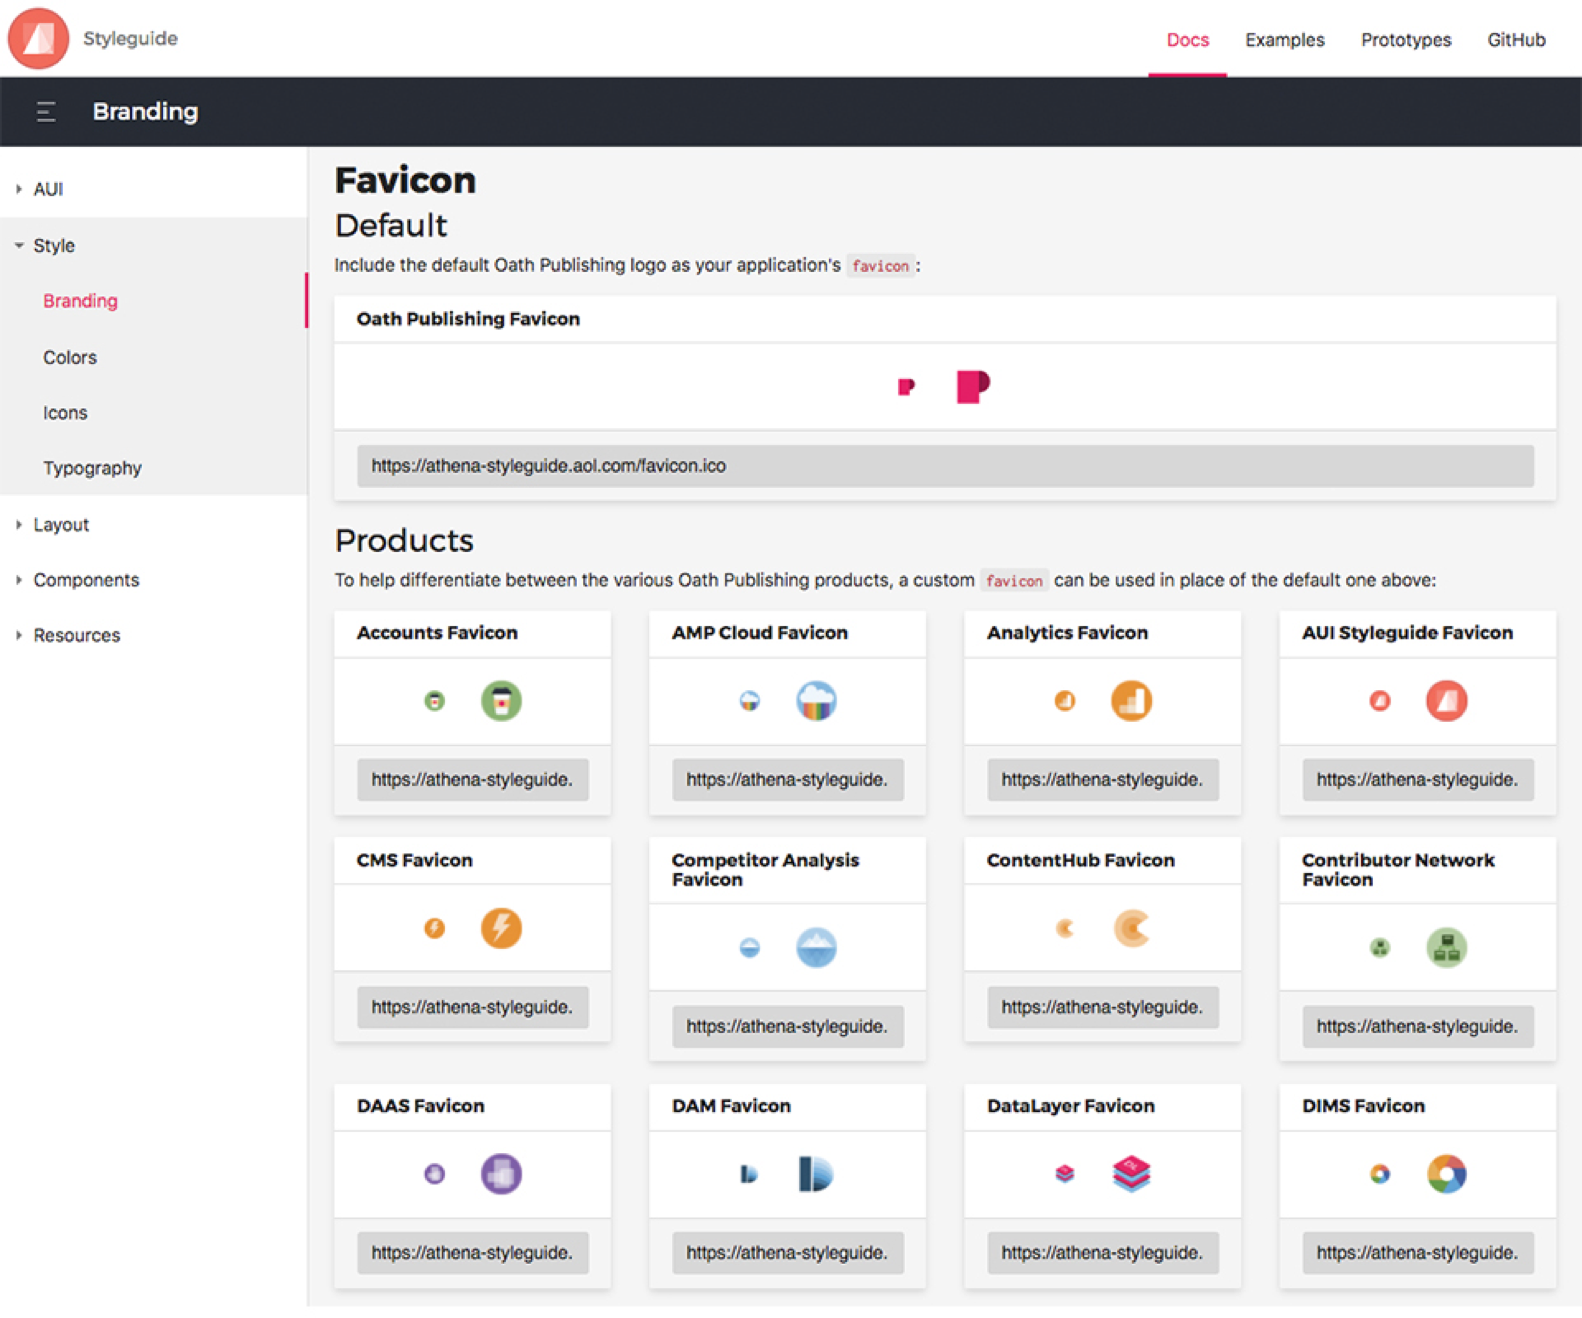 Styleguide
Docs Examples Prototypes GitHub
Branding
AUI
Style
Branding
Colors
Icons
Typography
Layout
Components
Resources
Favicon
Default
Include the default Oath Publishing logo as your application's favicon:
Oath Publishing Favicon
https://athena-styleguide.aol.com/favicon.ico
Products
To help differentiate between the various Oath Publishing products, a custom favicon can be used in place of the default one above:
Accounts Favicon
https://athena-styleguide.
AMP Cloud Favicon
https://athena-styleguide.
Analytics Favicon
https://athena-styleguide.
AUI Styleguide Favicon
https://athena-styleguide.
CMS Favicon
https://athena-styleguide.
Competitor Analysis
Favicon
https://athena-styleguide.
ContentHub Favicon
https://athena-styleguide.
Contributor Network
Favicon
https://athena-styleguide.
DAAS Favicon
https://athena-styleguide.
DAM Favicon
https://athena-styleguide.
DataLayer Favicon
DL
https://athena-styleguide.
DIMS Favicon
https://athena-styleguide.